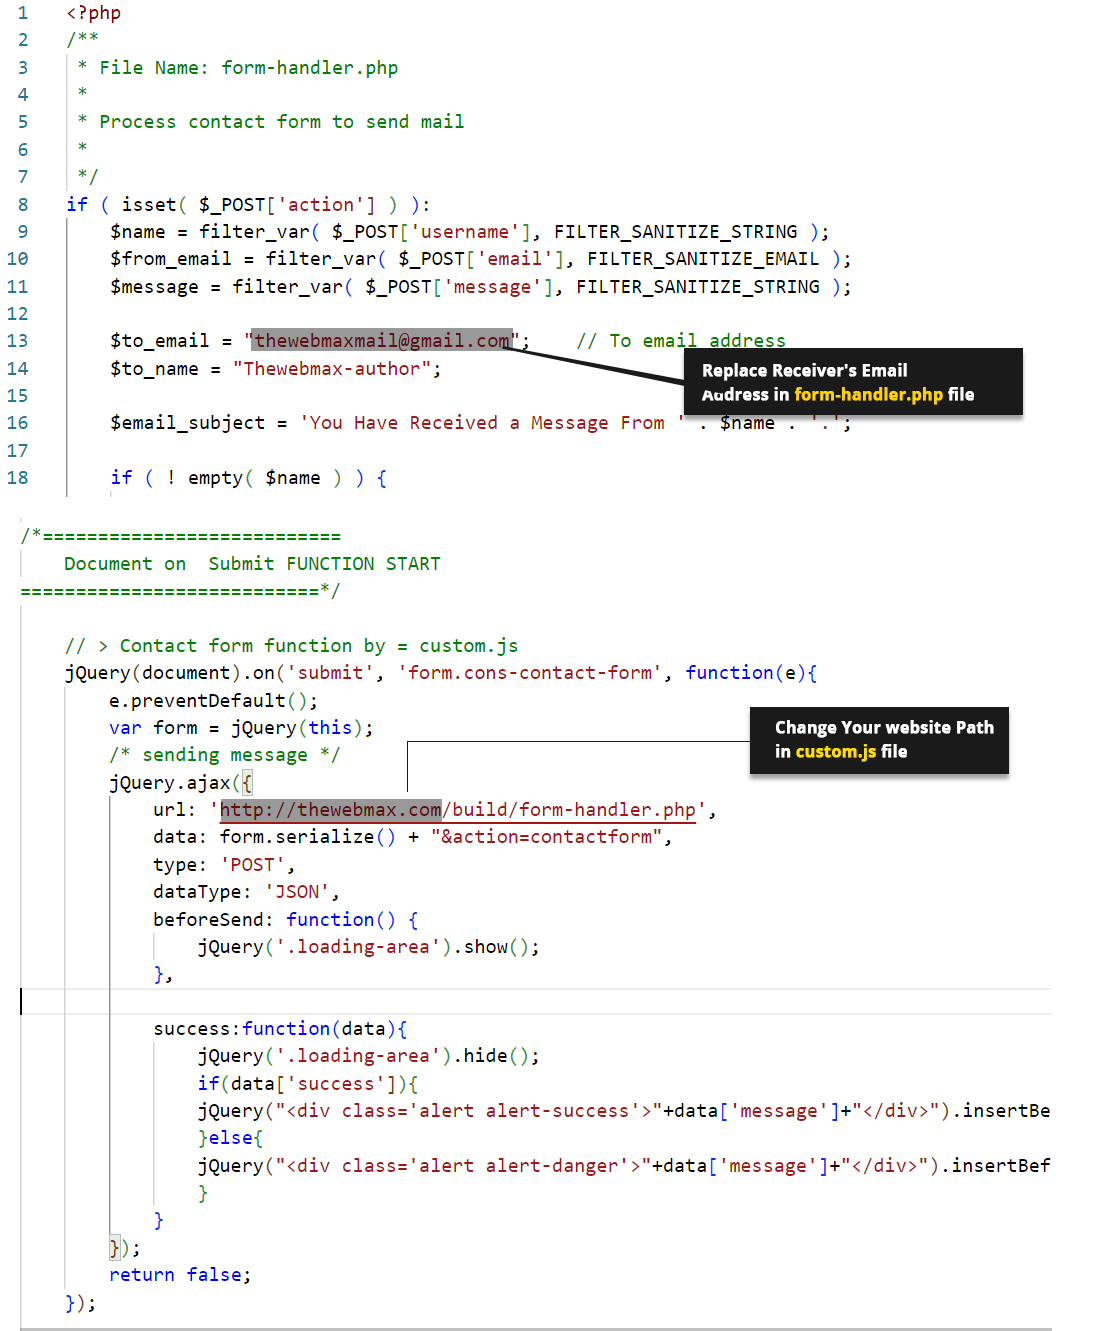 1 <?php
2 /**
3 * File Name: form-handler.php
4 *
5 * Process contact form to send mail
6 *
7 */
8 if ( isset( $_POST['action'] ) ):
9 $name = filter_var( $_POST['username'], FILTER_SANITIZE_STRING );
10 $from_email = filter_var( $_POST['email'], FILTER_SANITIZE_EMAIL );
11 $message = filter_var( $_POST['message'], FILTER_SANITIZE_STRING );
12
13 $to_email = "thewebmaxmail@gmail.com"; // To email address
14 $to_name = "Thewebmax-author";
Replace Receiver's Email
Address in form-handler.php file
15
16 $email_subject = 'You Have Received a Message From ' . $name . '.';
17
18 if ( ! empty( $name ) ) {
/*===========================
Document on  Submit FUNCTION START
===========================*/
// > Contact form function by = custom.js
jQuery(document).on('submit', 'form.cons-contact-form', function(e){
e.preventDefault();
var form = jQuery(this);
Change Your website Path
in custom.js file
/* sending message */
jQuery.ajax({
url: 'http://thewebmax.com/build/form-handler.php',
data: form.serialize() + "&action=contactform",
type: 'POST',
dataType: 'JSON',
beforeSend: function() {
jQuery('.loading-area').show();
},
success:function(data){
jQuery('.loading-area').hide();
if(data['success']){
jQuery("<div class='alert alert-success'>"+data['message']+"</div>").insertBe
}else{
jQuery("<div class='alert alert-danger'>"+data['message']+"</div>").insertBef
}
}
});
return false;
});